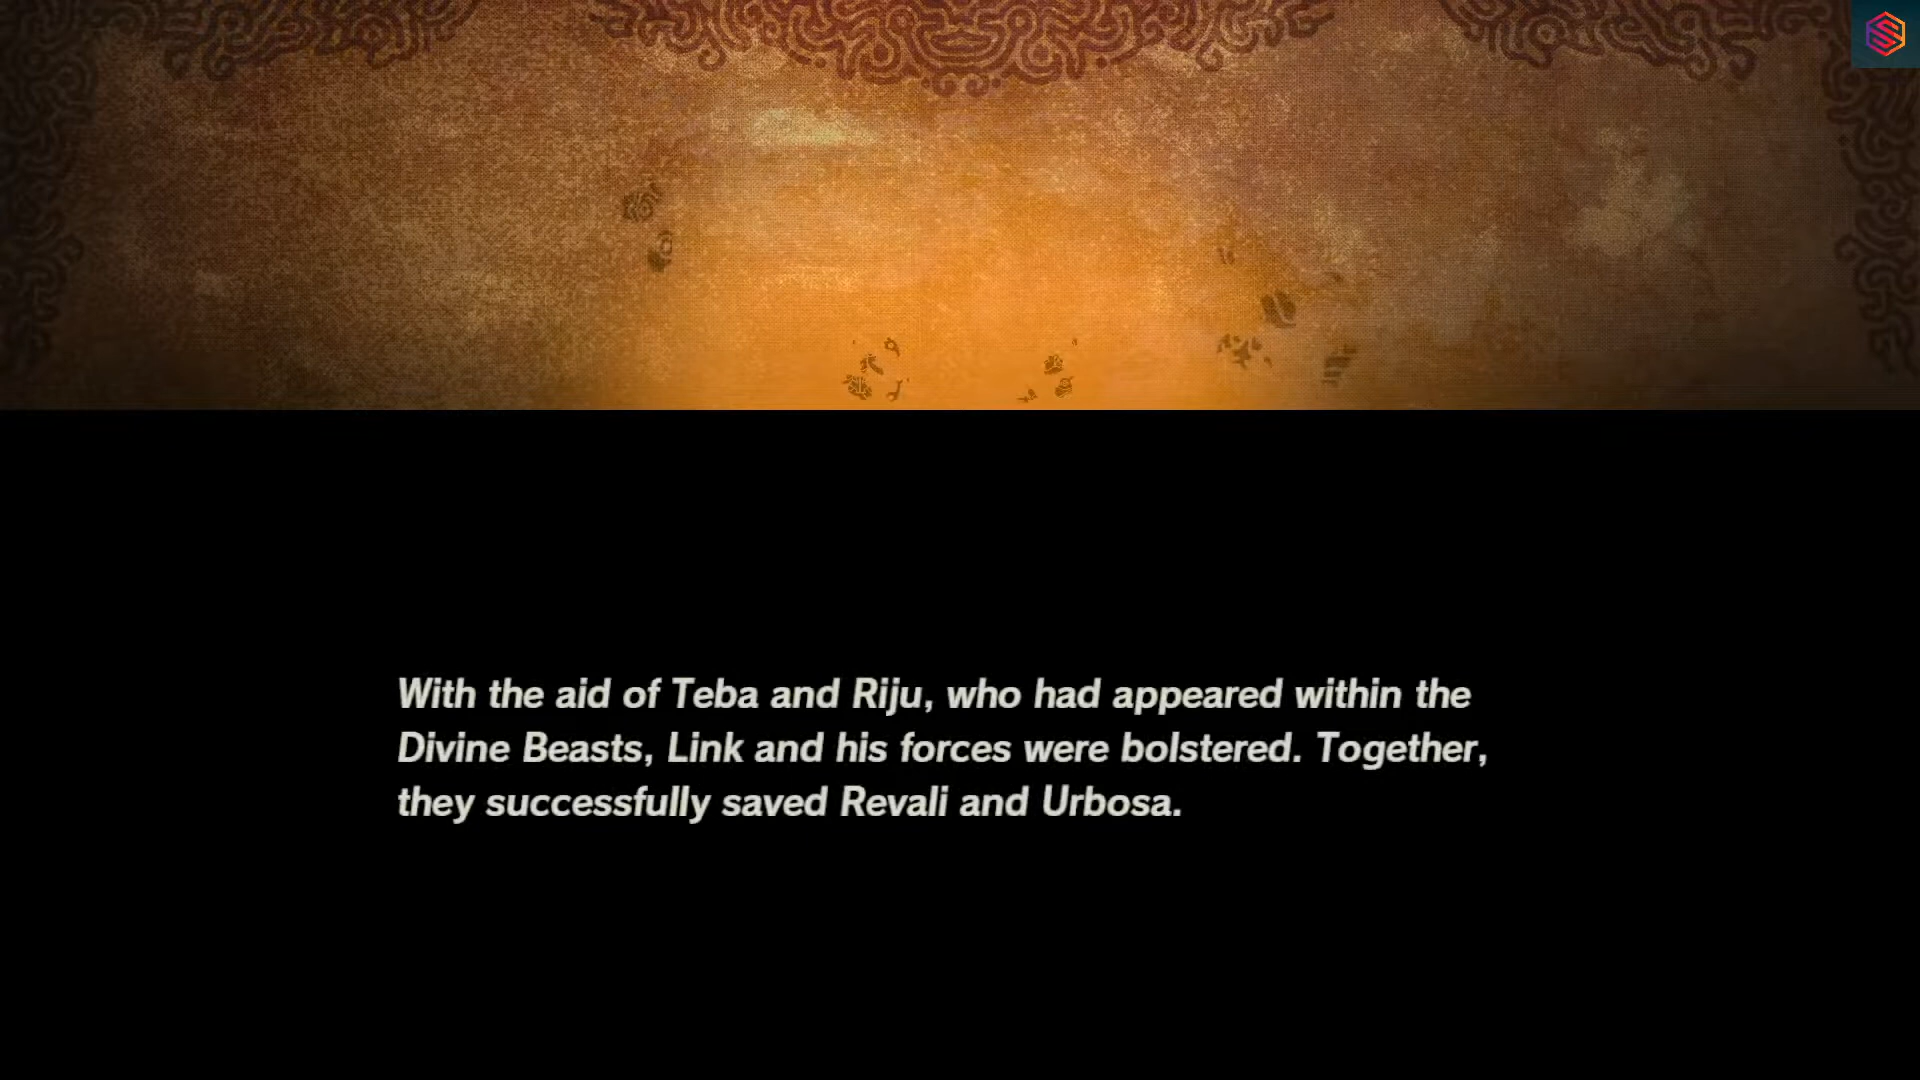 With the aid of Teba and Riju, who had appeared within the
Divine Beasts, Link and his forces were bolstered. Together,
they successfully saved Revali and Urbosa.